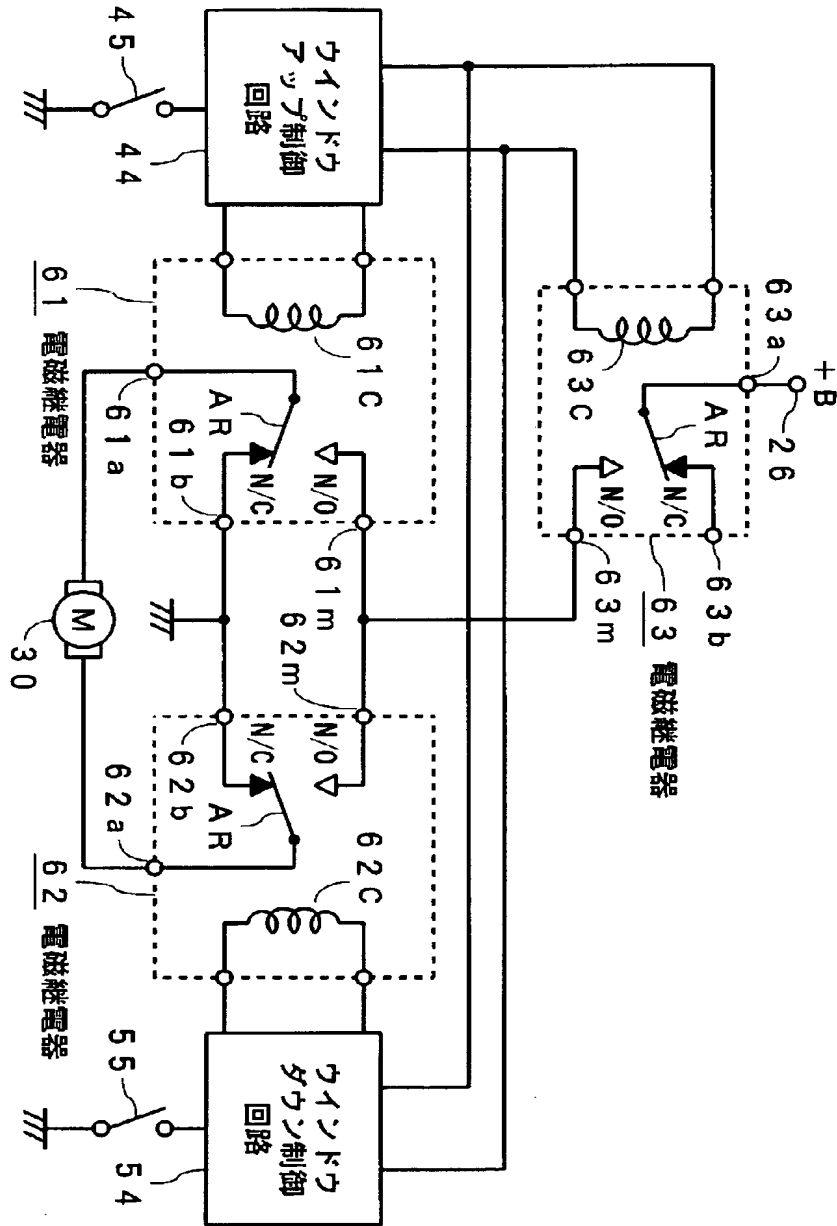 +B
26
63a
AR
63C
N/C
N/O
63b
63 電磁継電器
63m
ウインドウ
アップ制御
回路
44
45
61 電磁継電器
61C
AR
61a
61b
N/C
N/O
61m
62m
M
30
N/O
N/C
62b
AR
62a
62C
62 電磁継電器
ウインドウ
ダウン制御
回路
54
55